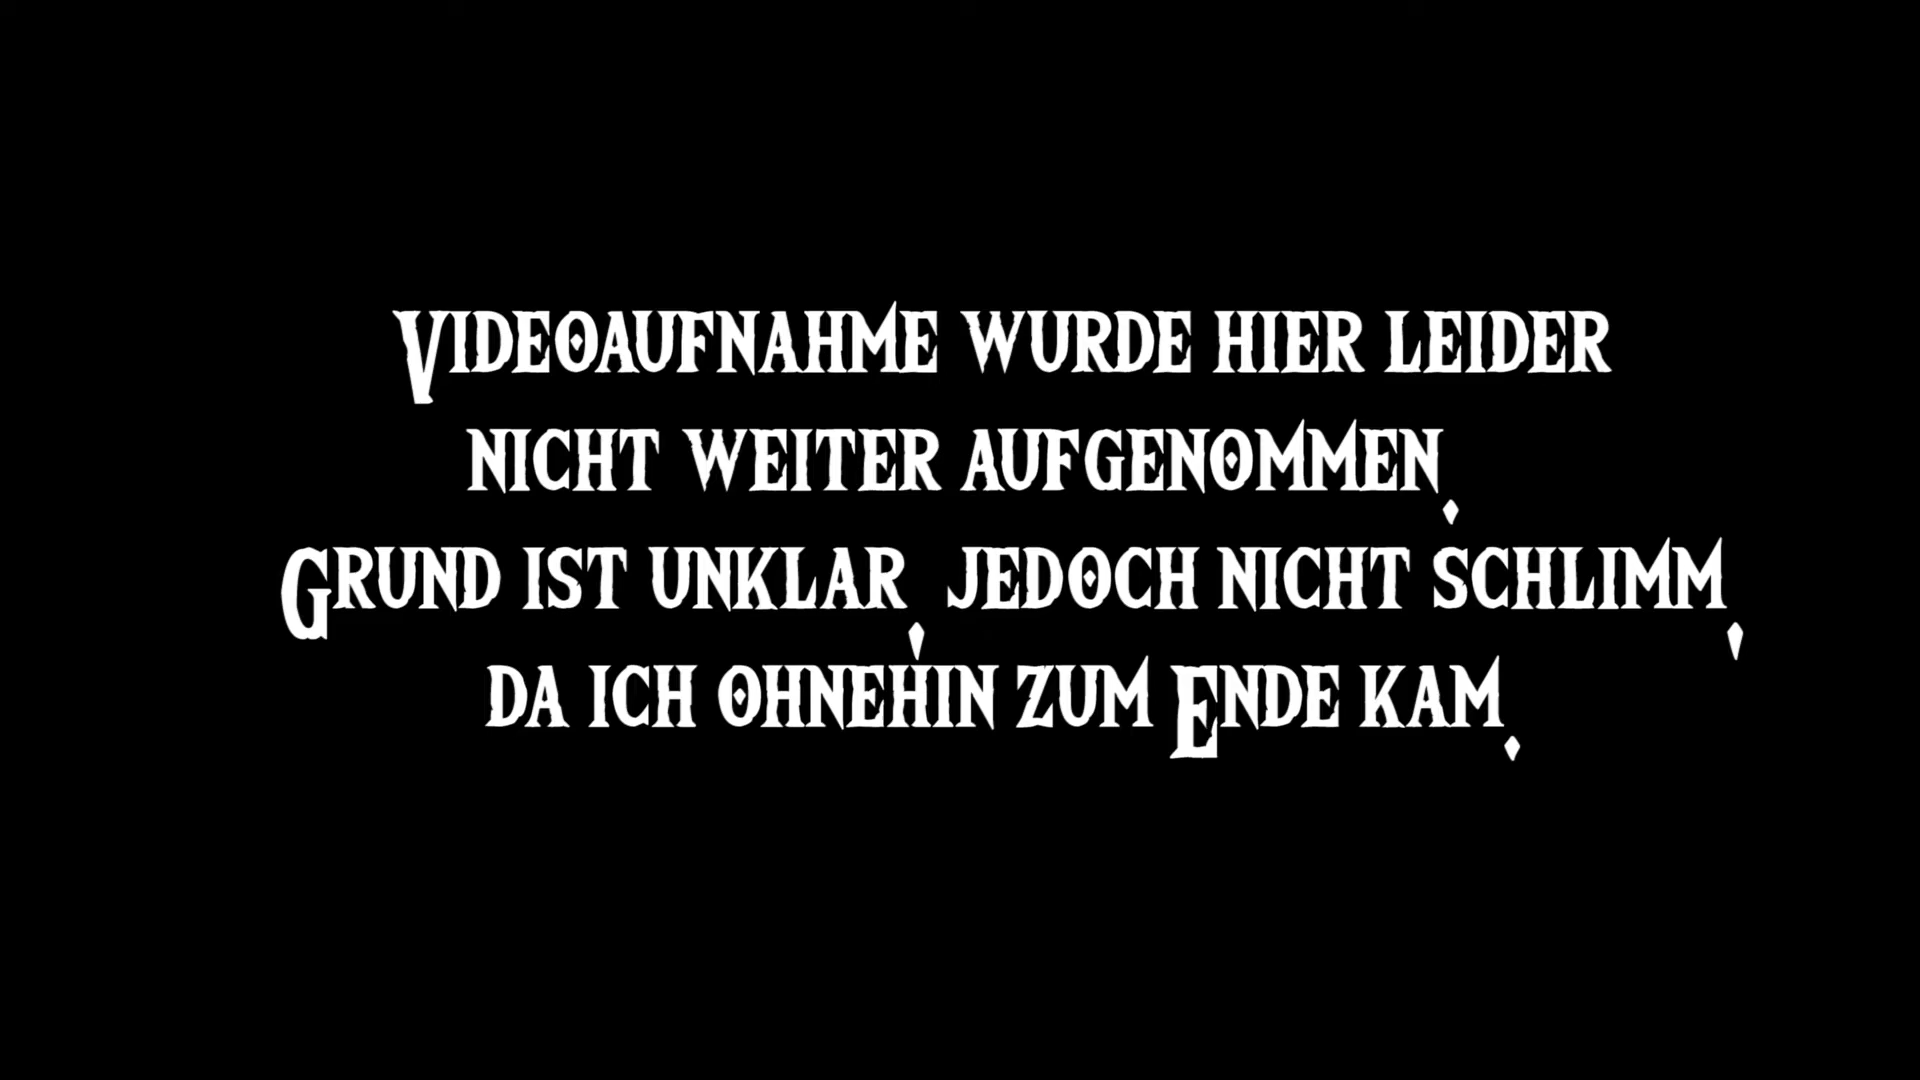 Videoaufnahme wurde hier leider
nicht weiter aufgenommen.
Grund ist unklar, jedoch nicht schlimm,
da ich ohnehin zum Ende kam.